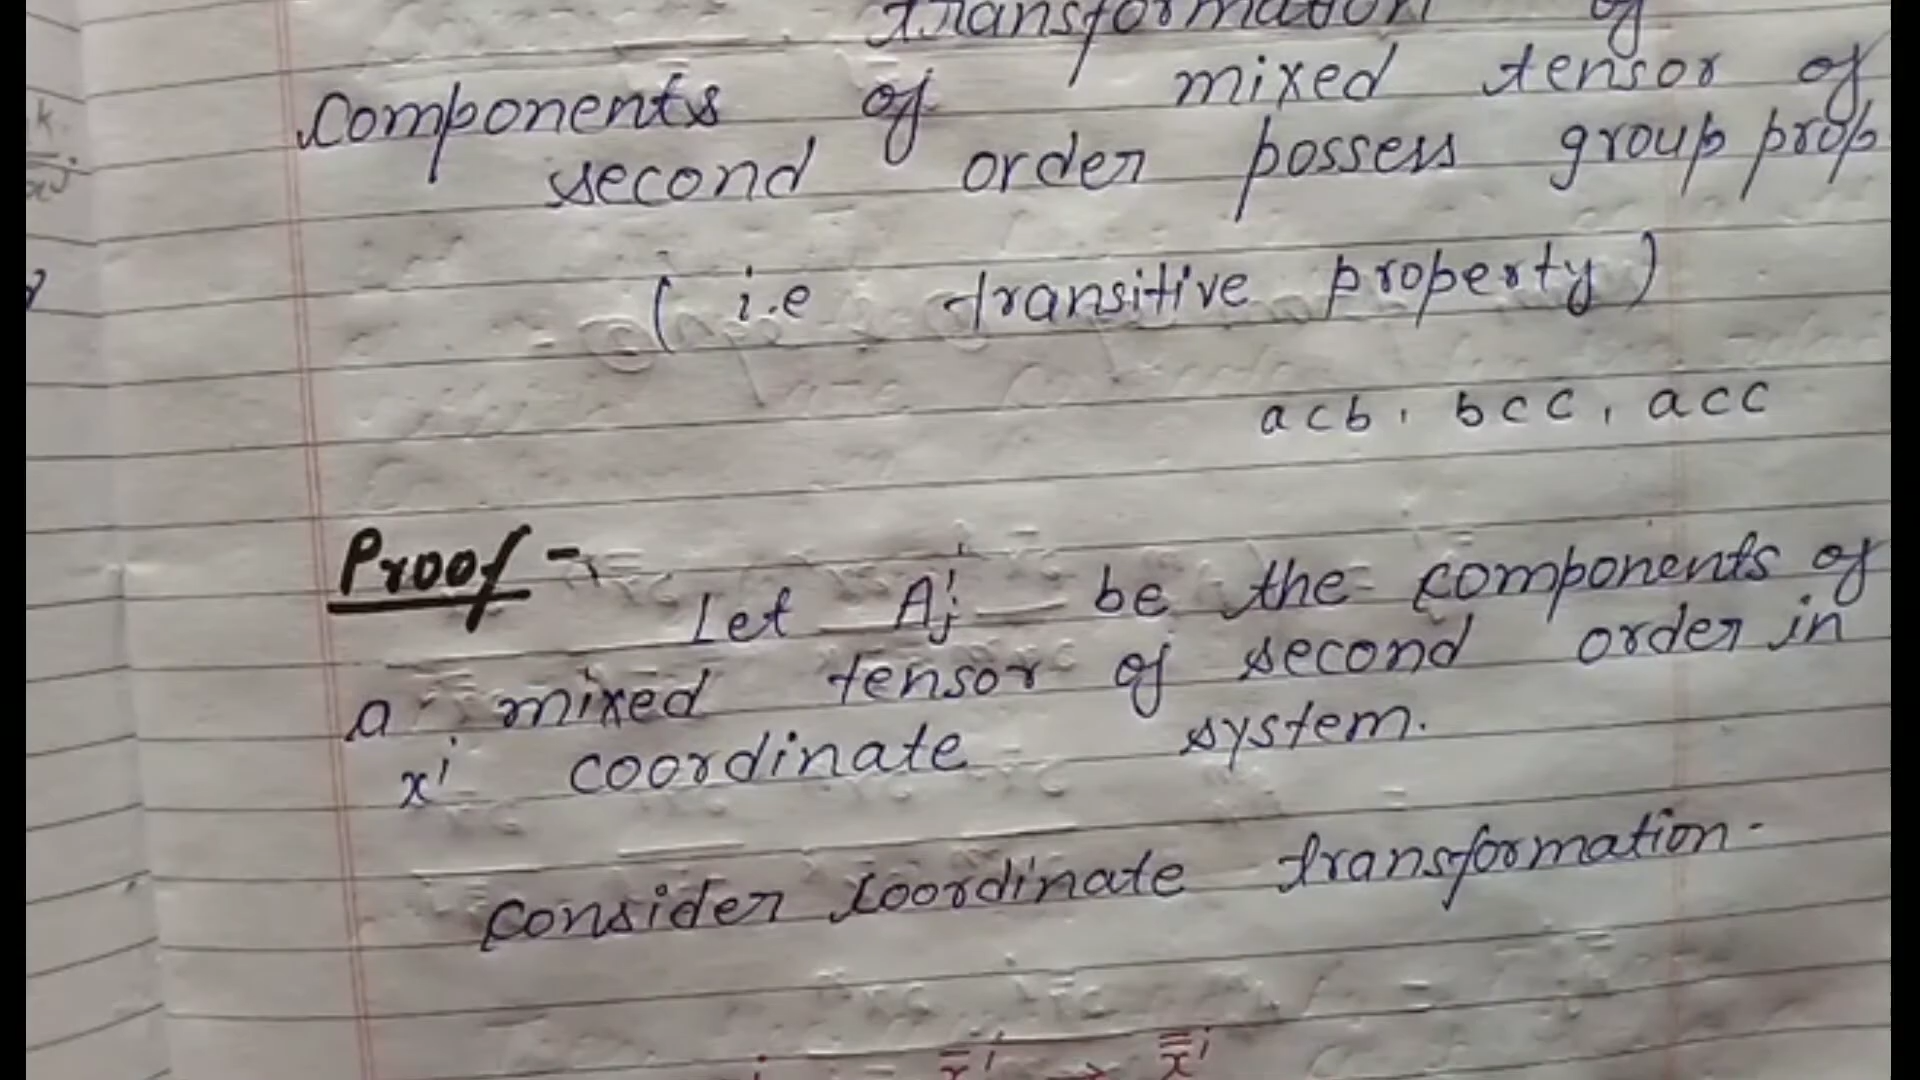 transformation of
components of mixed tensor of
second order possess group prop
(i.e transitive property)
acb, bcc, acc
Proof -
Let A^i_j be the components of
a mixed tensor of second order in
x^i coordinate system.
consider coordinate transformation -